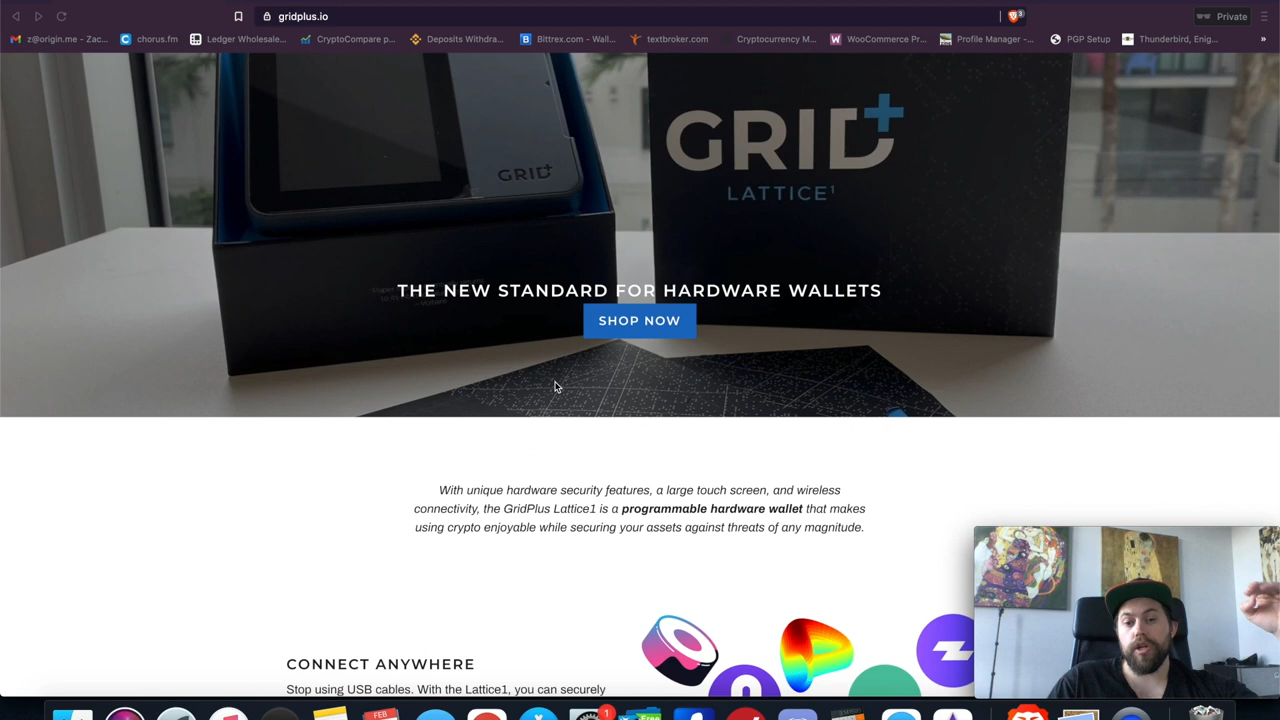 gridplus.io
3
Private
z@origin.me - Zac...
chorus.fm
Ledger Wholesale...
CryptoCompare p...
Deposits Withdra...
Bittrex.com - Wall...
textbroker.com
Cryptocurrency M...
WooCommerce Pr...
Profile Manager -...
PGP Setup
Thunderbird, Enig...
»
GRID+
GRID+
LATTICE¹
THE NEW STANDARD FOR HARDWARE WALLETS
SHOP NOW
With unique hardware security features, a large touch screen, and wireless
connectivity, the GridPlus Lattice1 is a programmable hardware wallet that makes
using crypto enjoyable while securing your assets against threats of any magnitude.
CONNECT ANYWHERE
Stop using USB cables. With the Lattice1, you can securely
FEB
1
Free